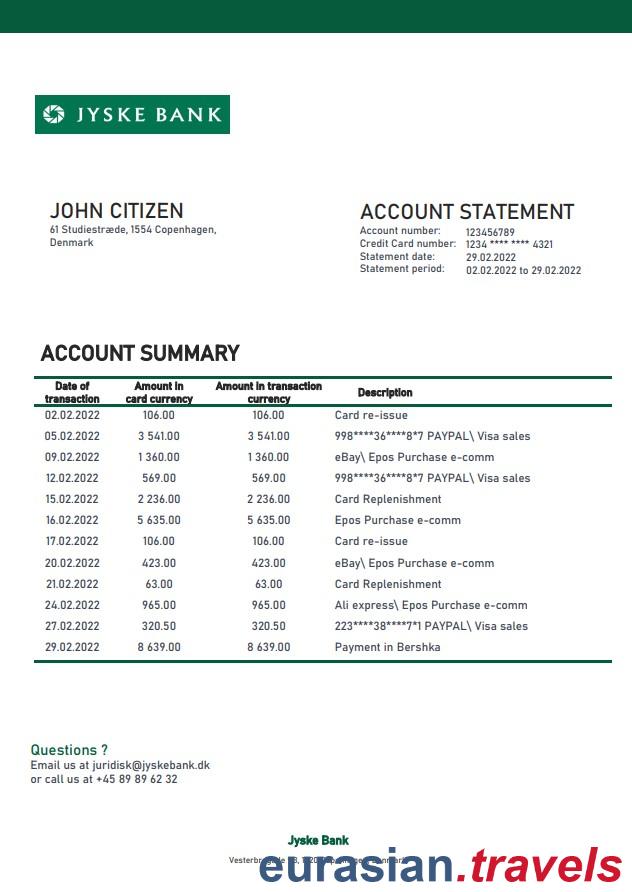 JYSKE BANK
JOHN CITIZEN
61 Studiestræde, 1554 Copenhagen,
Denmark
ACCOUNT STATEMENT
Account number: 123456789
Credit Card number: 1234 **** **** 4321
Statement date: 29.02.2022
Statement period: 02.02.2022 to 29.02.2022
ACCOUNT SUMMARY
Date of transaction Amount in card currency Amount in transaction currency Description
02.02.2022 106.00 106.00 Card re-issue
05.02.2022 3 541.00 3 541.00 998****36****8*7 PAYPAL\ Visa sales
09.02.2022 1 360.00 1 360.00 eBay\ Epos Purchase e-comm
12.02.2022 569.00 569.00 998****36****8*7 PAYPAL\ Visa sales
15.02.2022 2 236.00 2 236.00 Card Replenishment
16.02.2022 5 635.00 5 635.00 Epos Purchase e-comm
17.02.2022 106.00 106.00 Card re-issue
20.02.2022 423.00 423.00 eBay\ Epos Purchase e-comm
21.02.2022 63.00 63.00 Card Replenishment
24.02.2022 965.00 965.00 Ali express\ Epos Purchase e-comm
27.02.2022 320.50 320.50 223****38****7*1 PAYPAL\ Visa sales
29.02.2022 8 639.00 8 639.00 Payment in Bershka
Questions ?
Email us at juridisk@jyskebank.dk
or call us at +45 89 89 62 32
Jyske Bank
eurasian.travels